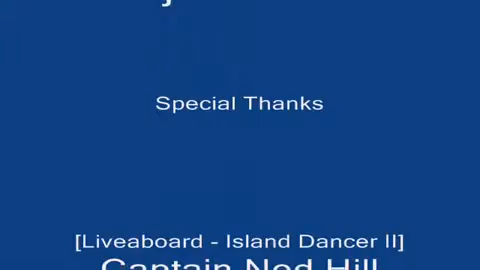 Special Thanks
[Liveaboard - Island Dancer II]
Captain Ned Hill